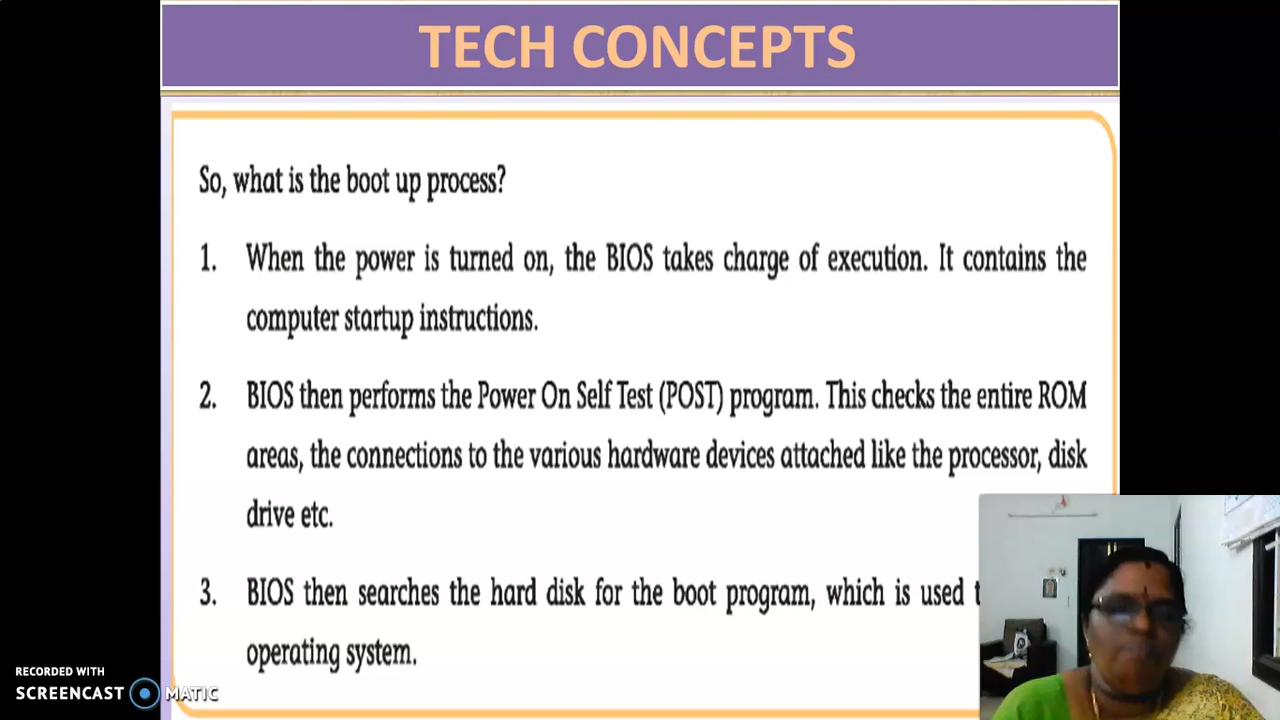 TECH CONCEPTS
So, what is the boot up process?
1. When the power is turned on, the BIOS takes charge of execution. It contains the
computer startup instructions.
2. BIOS then performs the Power On Self Test (POST) program. This checks the entire ROM
areas, the connections to the various hardware devices attached like the processor, disk
drive etc.
3. BIOS then searches the hard disk for the boot program, which is used
operating system.
RECORDED WITH
SCREENCAST MATIC